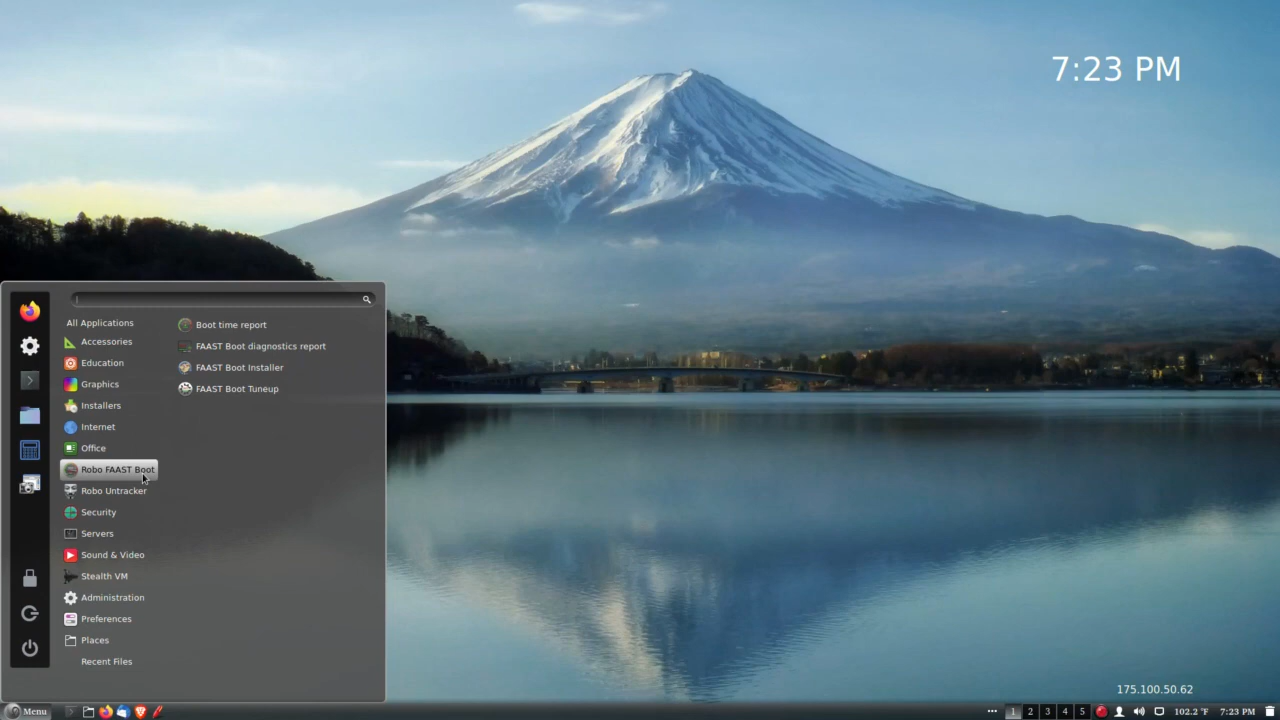 7:23 PM
All Applications
Accessories
Education
Graphics
Installers
Internet
Office
Robo FAAST Boot
Robo Untracker
Security
Servers
Sound & Video
Stealth VM
Administration
Preferences
Places
Recent Files
Boot time report
FAAST Boot diagnostics report
FAAST Boot Installer
FAAST Boot Tuneup
175.100.50.62
Menu
1 2 3 4 5
102.2 °F
7:23 PM